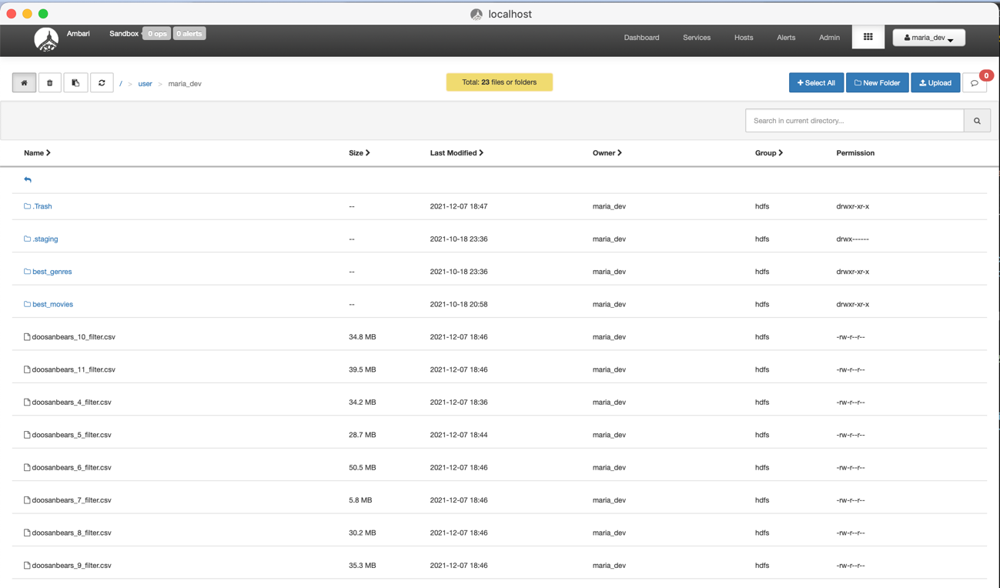 localhost
Ambari Sandbox 0 ops 0 alerts Dashboard Services Hosts Alerts Admin maria_dev
/ > user > maria_dev Total: 23 files or folders + Select All New Folder Upload 0
Search in current directory...
Name Size Last Modified Owner Group Permission
.Trash -- 2021-12-07 18:47 maria_dev hdfs drwxr-xr-x
.staging -- 2021-10-18 23:36 maria_dev hdfs drwx------
best_genres -- 2021-10-18 23:36 maria_dev hdfs drwxr-xr-x
best_movies -- 2021-10-18 20:58 maria_dev hdfs drwxr-xr-x
doosanbears_10_filter.csv 34.8 MB 2021-12-07 18:46 maria_dev hdfs -rw-r--r--
doosanbears_11_filter.csv 39.5 MB 2021-12-07 18:46 maria_dev hdfs -rw-r--r--
doosanbears_4_filter.csv 34.2 MB 2021-12-07 18:36 maria_dev hdfs -rw-r--r--
doosanbears_5_filter.csv 28.7 MB 2021-12-07 18:44 maria_dev hdfs -rw-r--r--
doosanbears_6_filter.csv 50.5 MB 2021-12-07 18:46 maria_dev hdfs -rw-r--r--
doosanbears_7_filter.csv 5.8 MB 2021-12-07 18:46 maria_dev hdfs -rw-r--r--
doosanbears_8_filter.csv 30.2 MB 2021-12-07 18:46 maria_dev hdfs -rw-r--r--
doosanbears_9_filter.csv 35.3 MB 2021-12-07 18:46 maria_dev hdfs -rw-r--r--